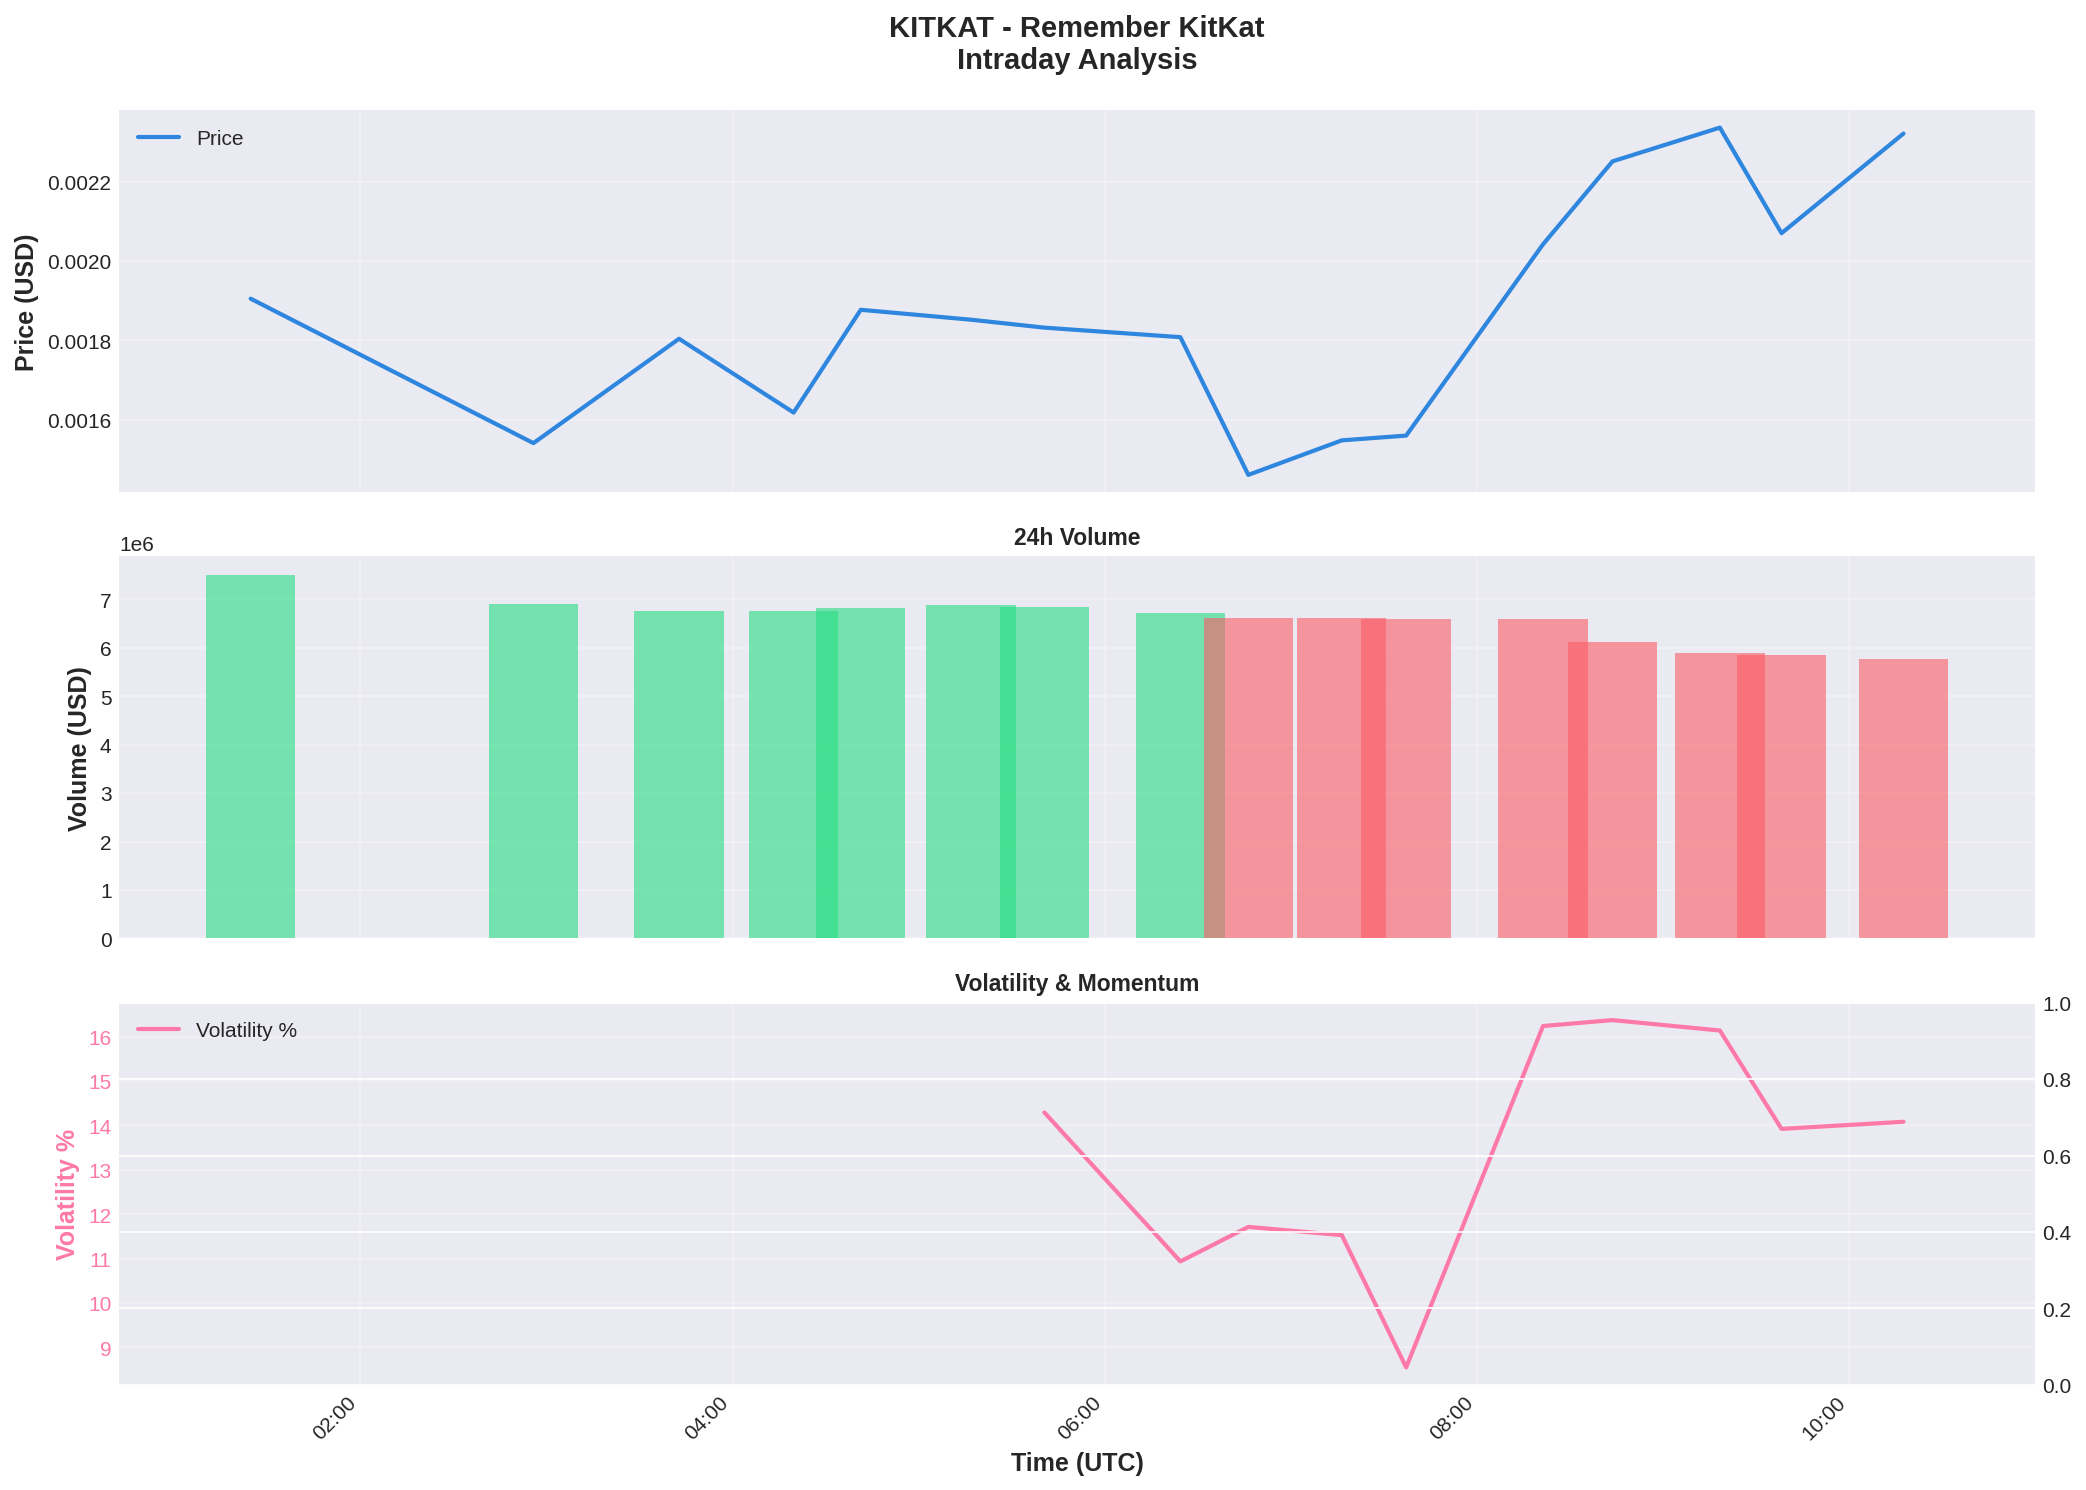 KITKAT - Remember KitKat
Intraday Analysis
Price
Price (USD)
0.0022
0.0020
0.0018
0.0016
24h Volume
1e6
Volume (USD)
7
6
5
4
3
2
1
0
Volatility & Momentum
Volatility %
Volatility %
16
15
14
13
12
11
10
9
1.0
0.8
0.6
0.4
0.2
0.0
02:00
04:00
06:00
08:00
10:00
Time (UTC)